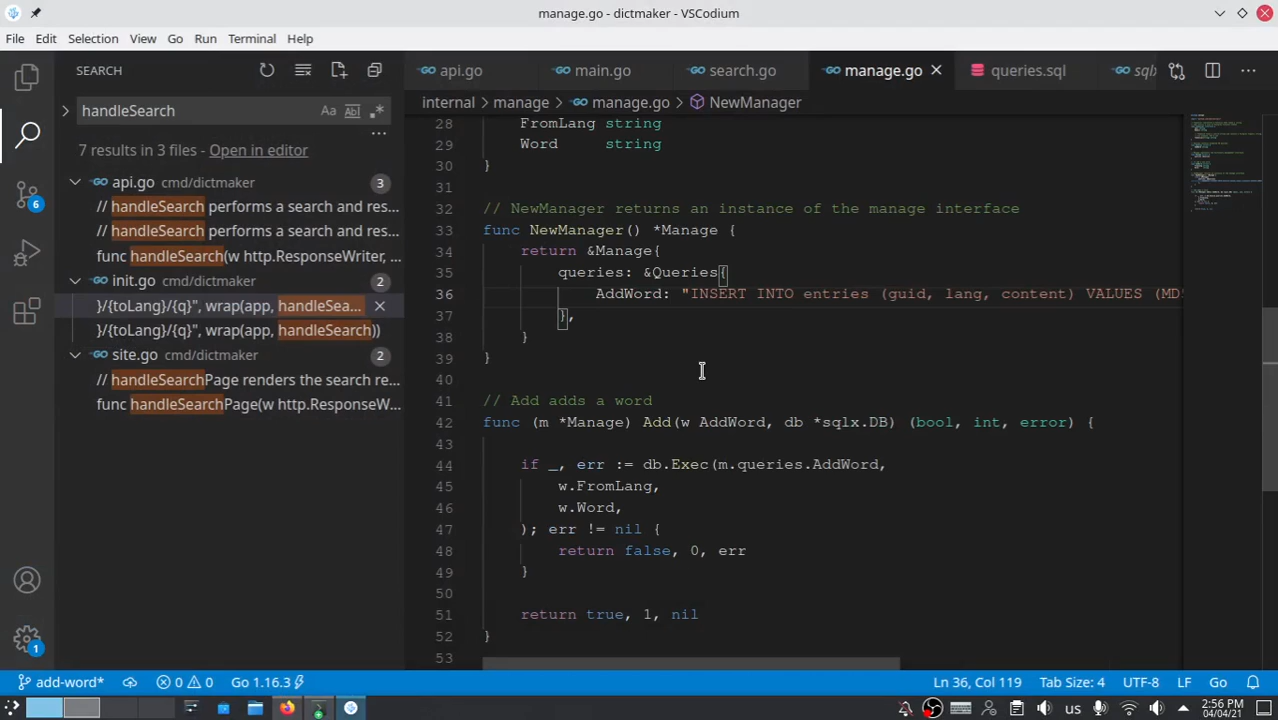 manage.go - dictmaker - VSCodium
File Edit Selection View Go Run Terminal Help
SEARCH
api.go
main.go
search.go
manage.go
queries.sql
sqlb
handleSearch
Aa Abl .*
internal > manage > manage.go > NewManager
7 results in 3 files - Open in editor
api.go cmd/dictmaker 3
// handleSearch performs a search and res...
// handleSearch performs a search and res...
func handleSearch(w http.ResponseWriter, ...
init.go cmd/dictmaker 2
}/{toLang}/{q}", wrap(app, handleSea...
}/{toLang}/{q}", wrap(app, handleSearch))
site.go cmd/dictmaker 2
// handleSearchPage renders the search re...
func handleSearchPage(w http.ResponseW...
6
1
28 FromLang string
29 Word string
30 }
31
32 // NewManager returns an instance of the manage interface
33 func NewManager() *Manage {
34 return &Manage{
35 queries: &Queries{
36 AddWord: "INSERT INTO entries (guid, lang, content) VALUES (MD5
37 },
38 }
39 }
40
41 // Add adds a word
42 func (m *Manage) Add(w AddWord, db *sqlx.DB) (bool, int, error) {
43
44 if _, err := db.Exec(m.queries.AddWord,
45 w.FromLang,
46 w.Word,
47 ); err != nil {
48 return false, 0, err
49 }
50
51 return true, 1, nil
52 }
53
add-word* 0 0 Go 1.16.3 Ln 36, Col 119 Tab Size: 4 UTF-8 LF Go
us 2:56 PM
04/04/21